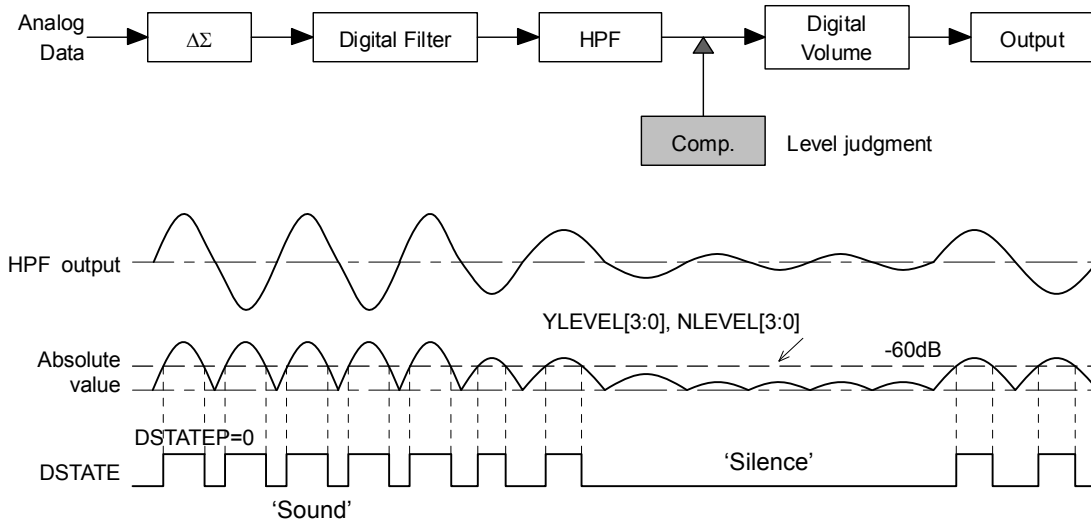 Analog
Data
ΔΣ
Digital Filter
HPF
Digital
Volume
Output
Comp.
Level judgment
HPF output
YLEVEL[3:0], NLEVEL[3:0]
Absolute
value
-60dB
DSTATEP=0
DSTATE
'Silence'
'Sound'